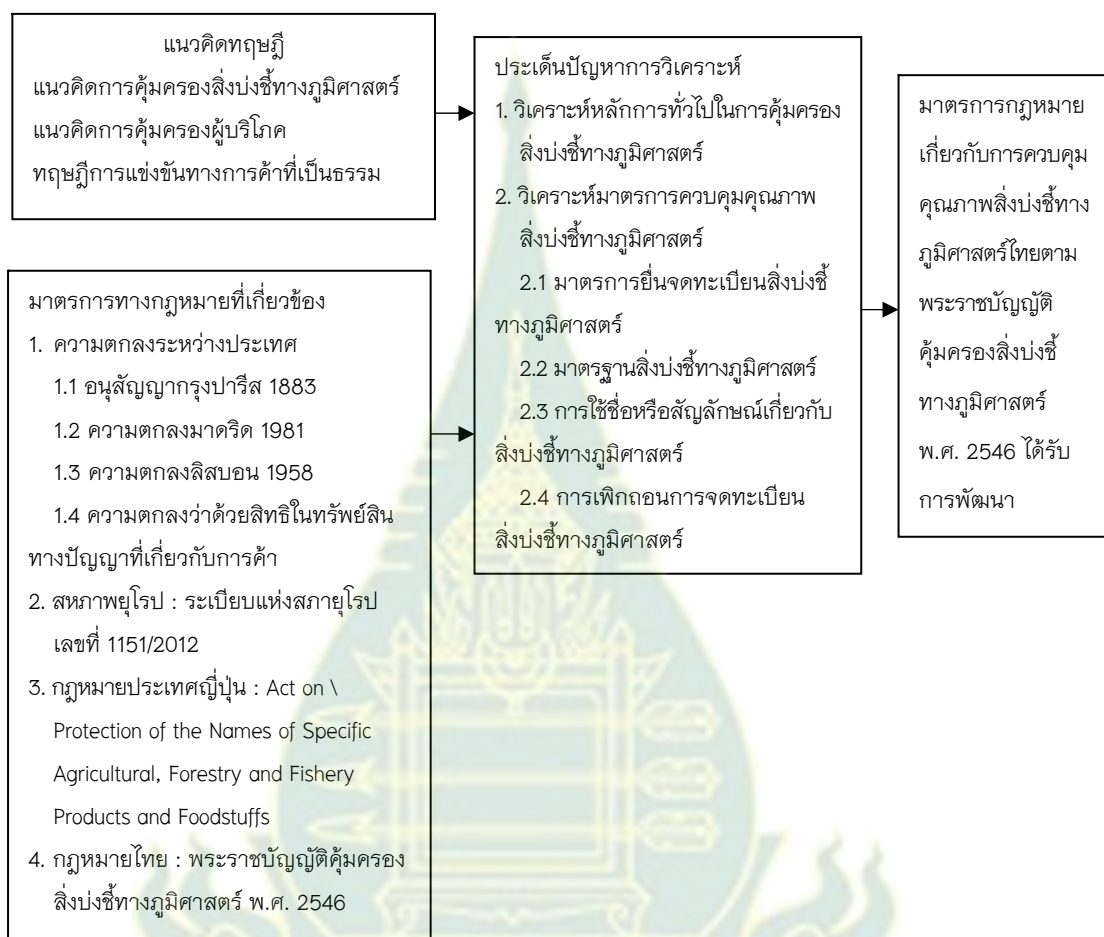 แนวคิดทฤษฎี
แนวคิดการคุ้มครองสิ่งบ่งชี้ทางภูมิศาสตร์
แนวคิดการคุ้มครองผู้บริโภค
ทฤษฎีการแข่งขันทางการค้าที่เป็นธรรม
มาตรการทางกฎหมายที่เกี่ยวข้อง
1. ความตกลงระหว่างประเทศ
1.1 อนุสัญญากรุงปารีส 1883
1.2 ความตกลงมาดริด 1981
1.3 ความตกลงลิสบอน 1958
1.4 ความตกลงว่าด้วยสิทธิในทรัพย์สิน
ทางปัญญาที่เกี่ยวกับการค้า
2. สหภาพยุโรป : ระเบียบแห่งสภายุโรป
เลขที่ 1151/2012
3. กฎหมายประเทศญี่ปุ่น : Act on \
Protection of the Names of Specific
Agricultural, Forestry and Fishery
Products and Foodstuffs
4. กฎหมายไทย : พระราชบัญญัติคุ้มครอง
สิ่งบ่งชี้ทางภูมิศาสตร์ พ.ศ. 2546
ประเด็นปัญหาการวิเคราะห์
1. วิเคราะห์หลักการทั่วไปในการคุ้มครอง
สิ่งบ่งชี้ทางภูมิศาสตร์
2. วิเคราะห์มาตรการควบคุมคุณภาพ
สิ่งบ่งชี้ทางภูมิศาสตร์
2.1 มาตรการยื่นจดทะเบียนสิ่งบ่งชี้
ทางภูมิศาสตร์
2.2 มาตรฐานสิ่งบ่งชี้ทางภูมิศาสตร์
2.3 การใช้ชื่อหรือสัญลักษณ์เกี่ยวกับ
สิ่งบ่งชี้ทางภูมิศาสตร์
2.4 การเพิกถอนการจดทะเบียน
สิ่งบ่งชี้ทางภูมิศาสตร์
มาตรการกฎหมาย
เกี่ยวกับการควบคุม
คุณภาพสิ่งบ่งชี้ทาง
ภูมิศาสตร์ไทยตาม
พระราชบัญญัติ
คุ้มครองสิ่งบ่งชี้
ทางภูมิศาสตร์
พ.ศ. 2546 ได้รับ
การพัฒนา